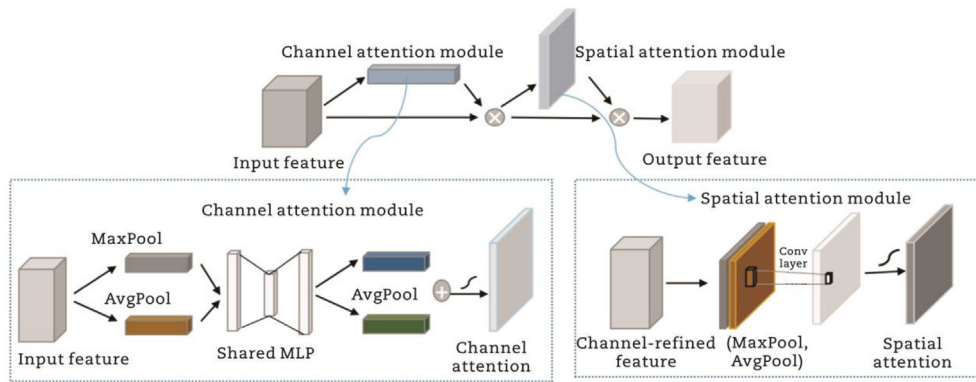 Channel attention module
Spatial attention module
Input feature
Output feature
Channel attention module
MaxPool
AvgPool
AvgPool
Input feature
Shared MLP
Channel
attention
Spatial attention module
Conv
layer
Channel-refined
feature
(MaxPool,
AvgPool)
Spatial
attention